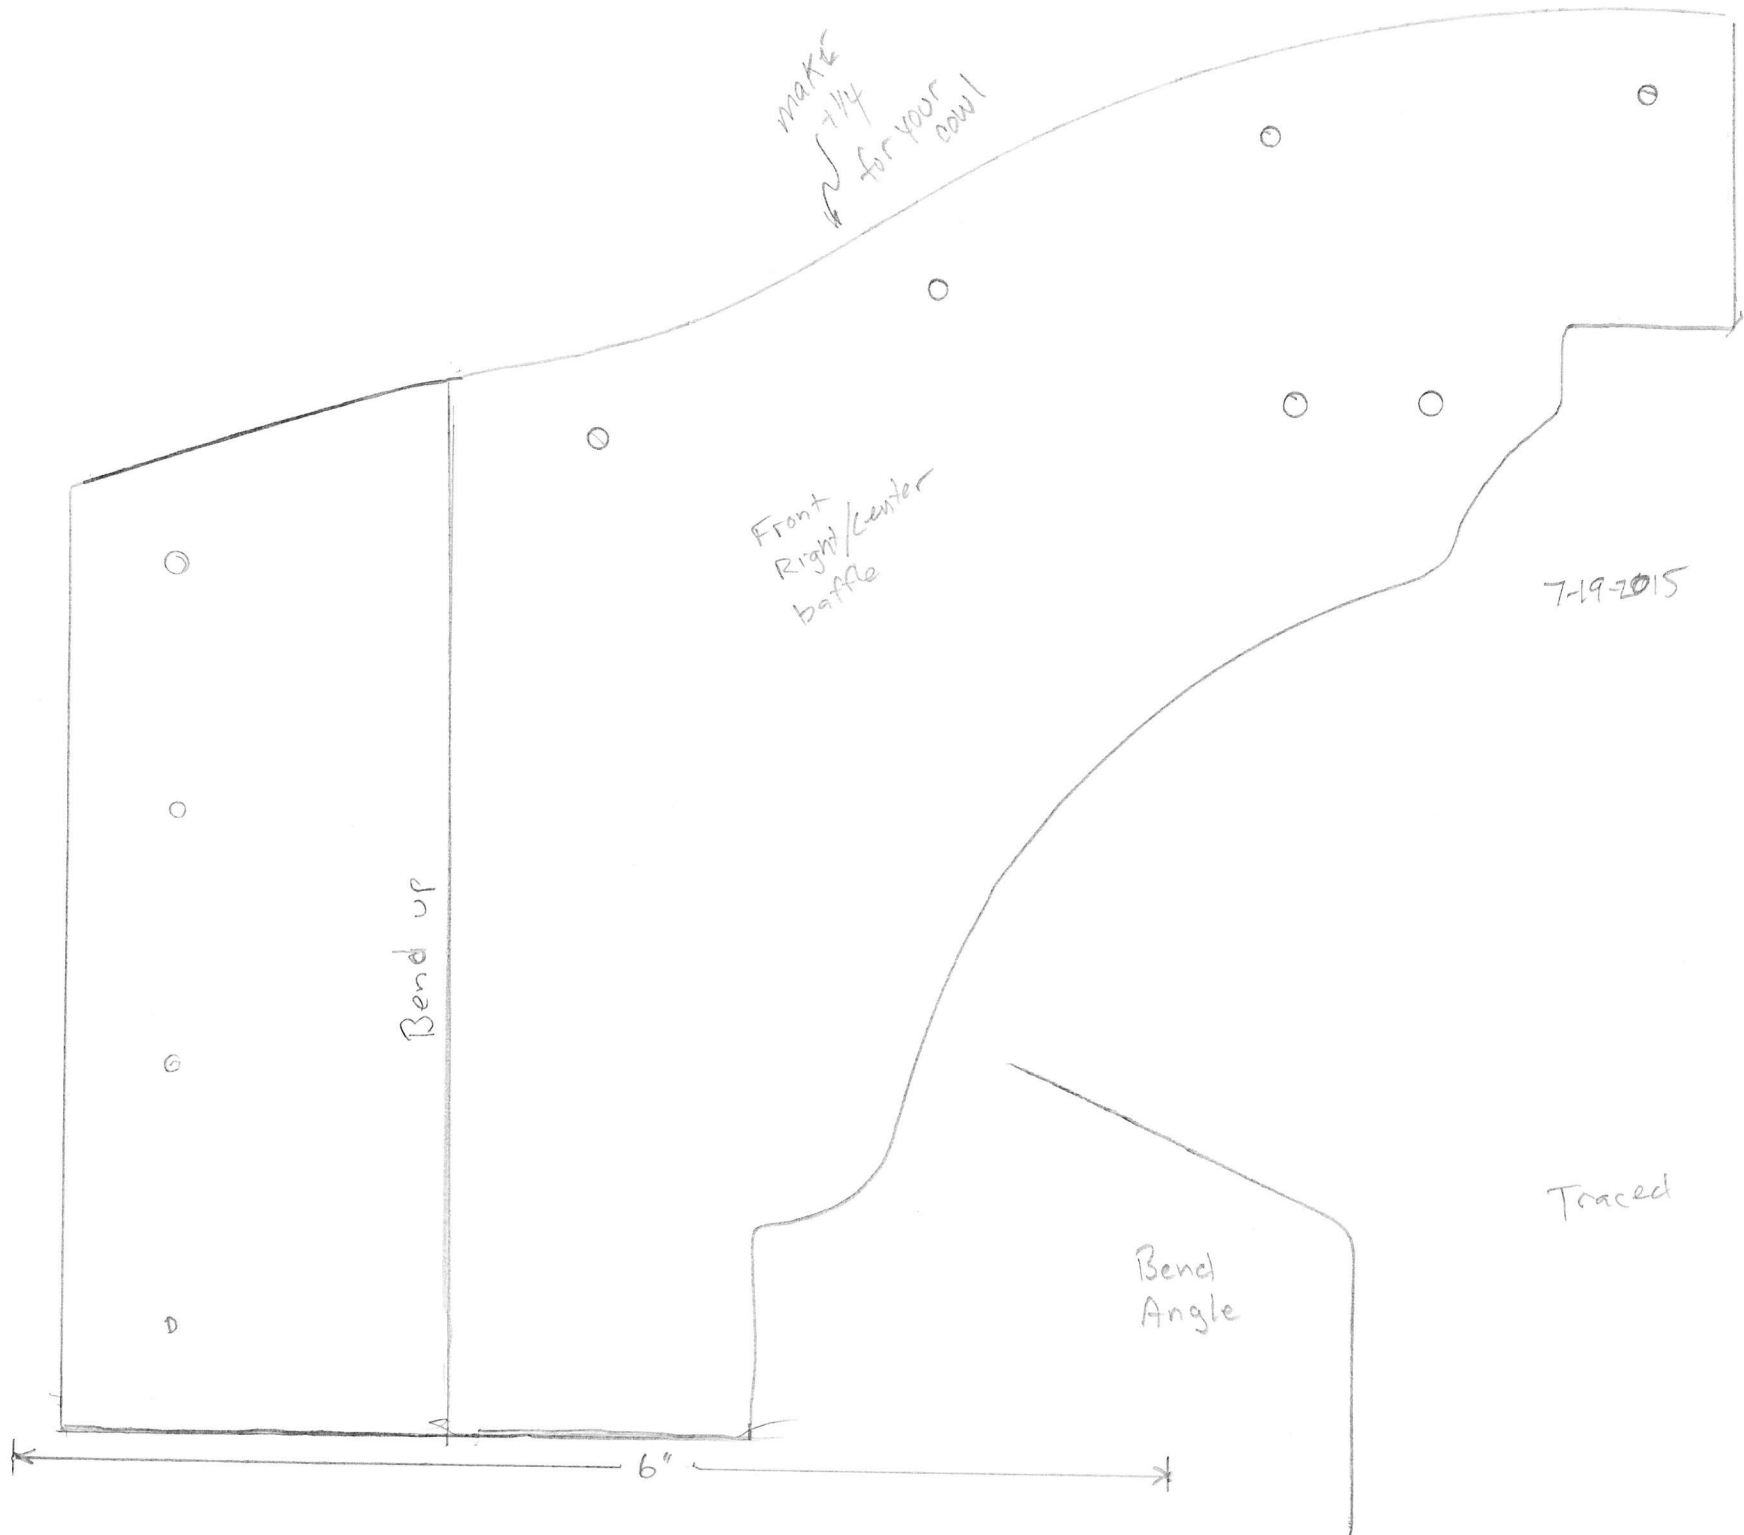 make
+1/4
for your
cowl
Front
Right/Center
baffle
7-19-2015
Bend up
Traced
Bend
Angle
6"